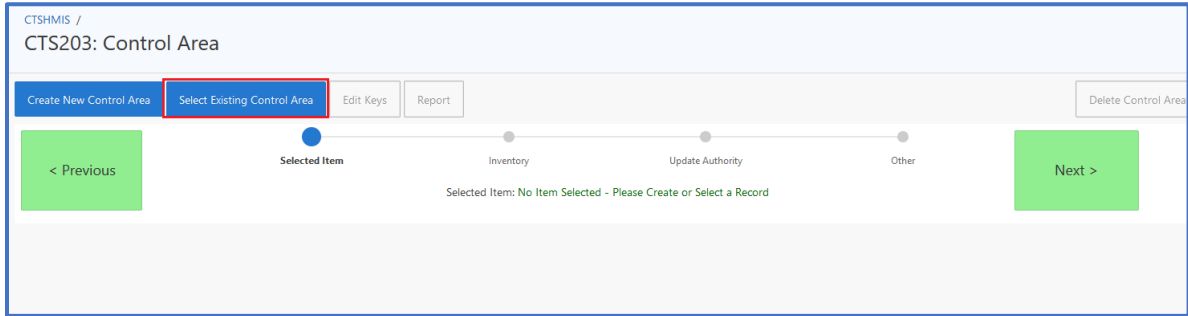 CTSHMIS /
CTS203: Control Area
Create New Control Area
Select Existing Control Area
Edit Keys
Report
Delete Control Area
< Previous
Selected Item
Inventory
Update Authority
Other
Next >
Selected Item: No Item Selected - Please Create or Select a Record